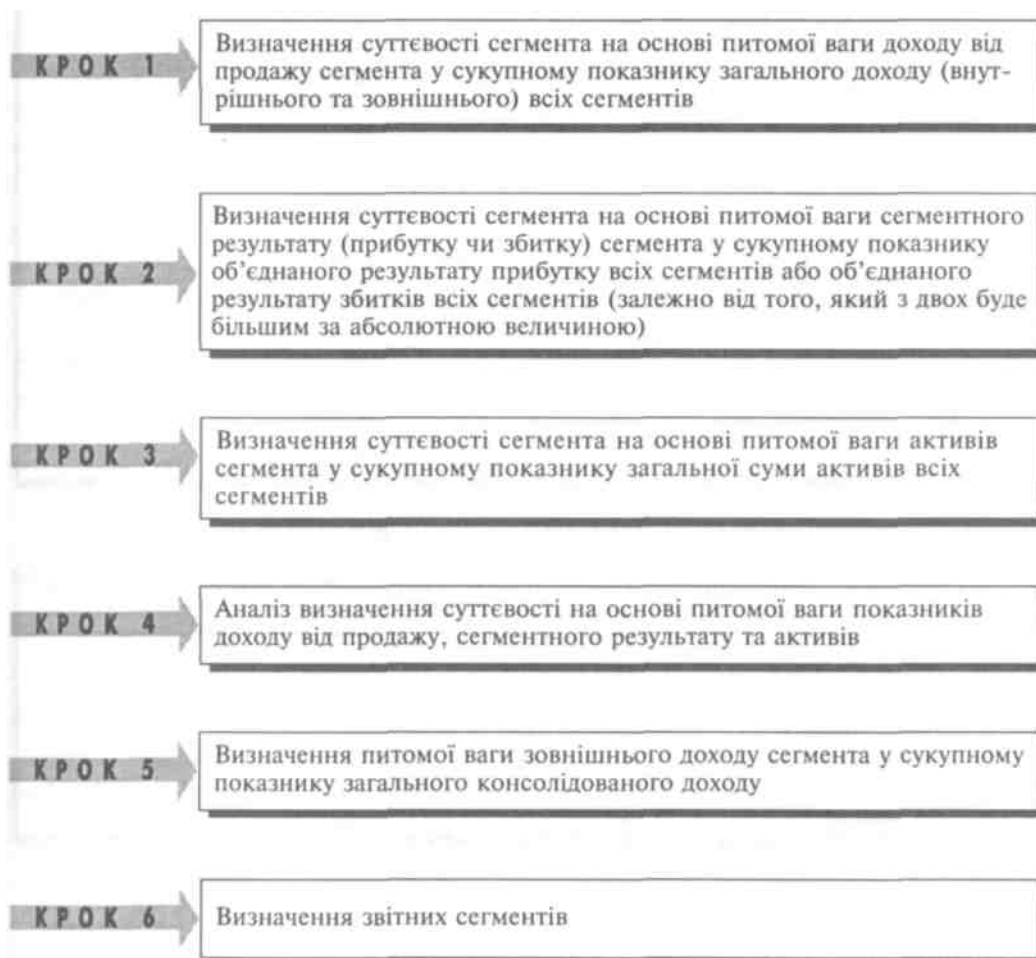 КРОК 1
Визначення суттєвості сегмента на основі питомої ваги доходу від
продажу сегмента у сукупному показнику загального доходу (внут-
рішнього та зовнішнього) всіх сегментів
КРОК 2
Визначення суттєвості сегмента на основі питомої ваги сегментного
результату (прибутку чи збитку) сегмента у сукупному показнику
об’єднаного результату прибутку всіх сегментів або об’єднаного
результату збитків всіх сегментів (залежно від того, який з двох буде
більшим за абсолютною величиною)
КРОК 3
Визначення суттєвості сегмента на основі питомої ваги активів
сегмента у сукупному показнику загальної суми активів всіх
сегментів
КРОК 4
Аналіз визначення суттєвості на основі питомої ваги показників
доходу від продажу, сегментного результату та активів
КРОК 5
Визначення питомої ваги зовнішнього доходу сегмента у сукупному
показнику загального консолідованого доходу
КРОК 6
Визначення звітних сегментів